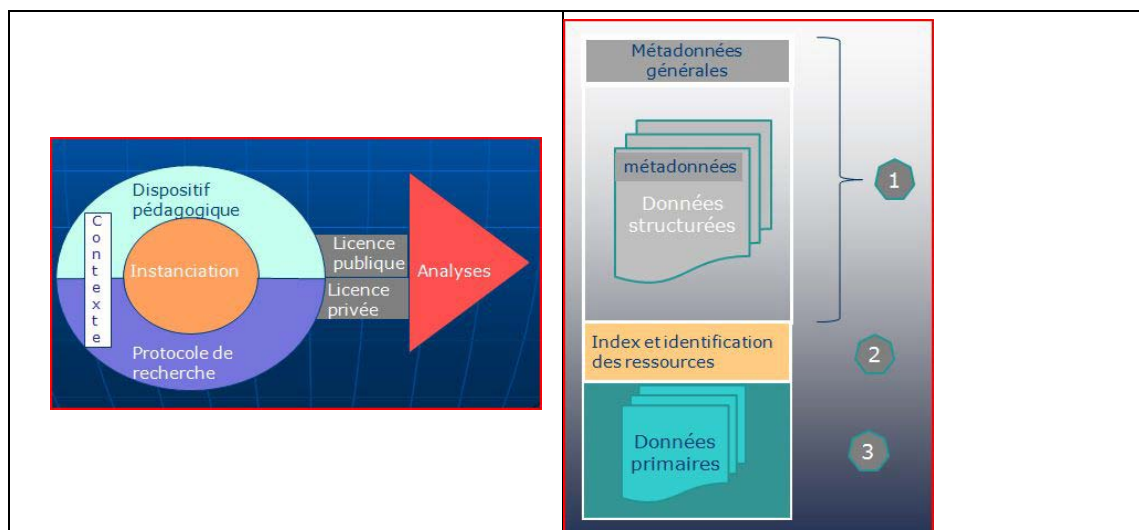 Dispositif
pédagogique
Contexte
Instanciation
Protocole de
recherche
Licence
publique
Licence
privée
Analyses
Métadonnées
générales
métadonnées
Données
structurées
1
Index et identification
des ressources
2
Données
primaires
3